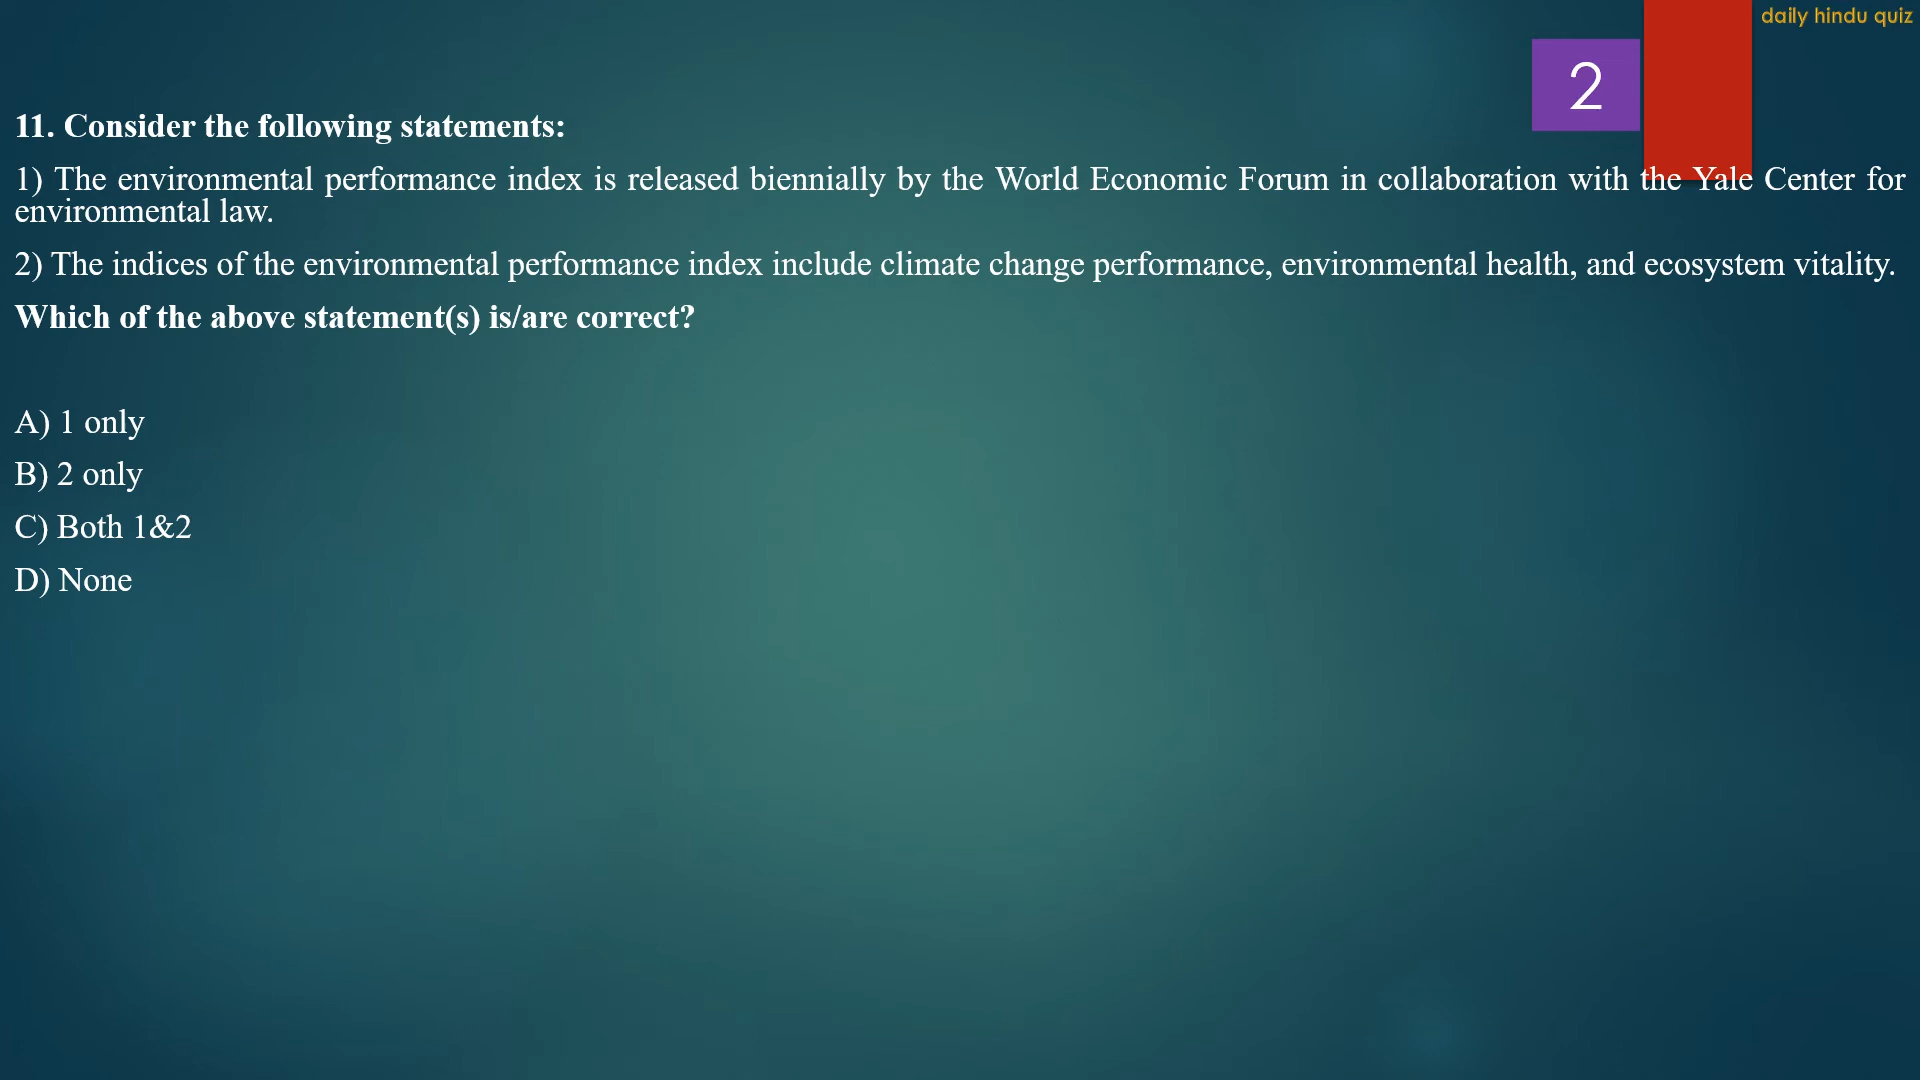 daily hindu quiz
2
11. Consider the following statements:
1) The environmental performance index is released biennially by the World Economic Forum in collaboration with the Yale Center for
environmental law.
2) The indices of the environmental performance index include climate change performance, environmental health, and ecosystem vitality.
Which of the above statement(s) is/are correct?
A) 1 only
B) 2 only
C) Both 1&2
D) None